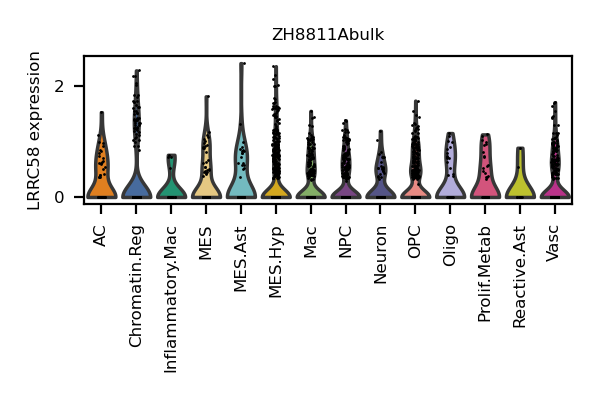 ZH8811Abulk
LRRC58 expression
2
0
AC
Chromatin.Reg
Inflammatory.Mac
MES
MES.Ast
MES.Hyp
Mac
NPC
Neuron
OPC
Oligo
Prolif.Metab
Reactive.Ast
Vasc